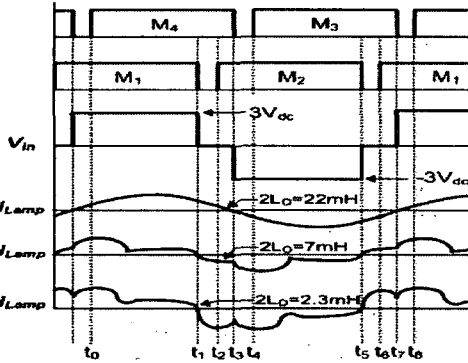 M4 M3
M1 M2 M1
Vin 3Vdc
-3Vdc
iLamp 2LO=22mH
iLamp 2LO=7mH
iLamp 2LO=2.3mH
t0 t1 t2 t3 t4 t5 t6 t7 t8